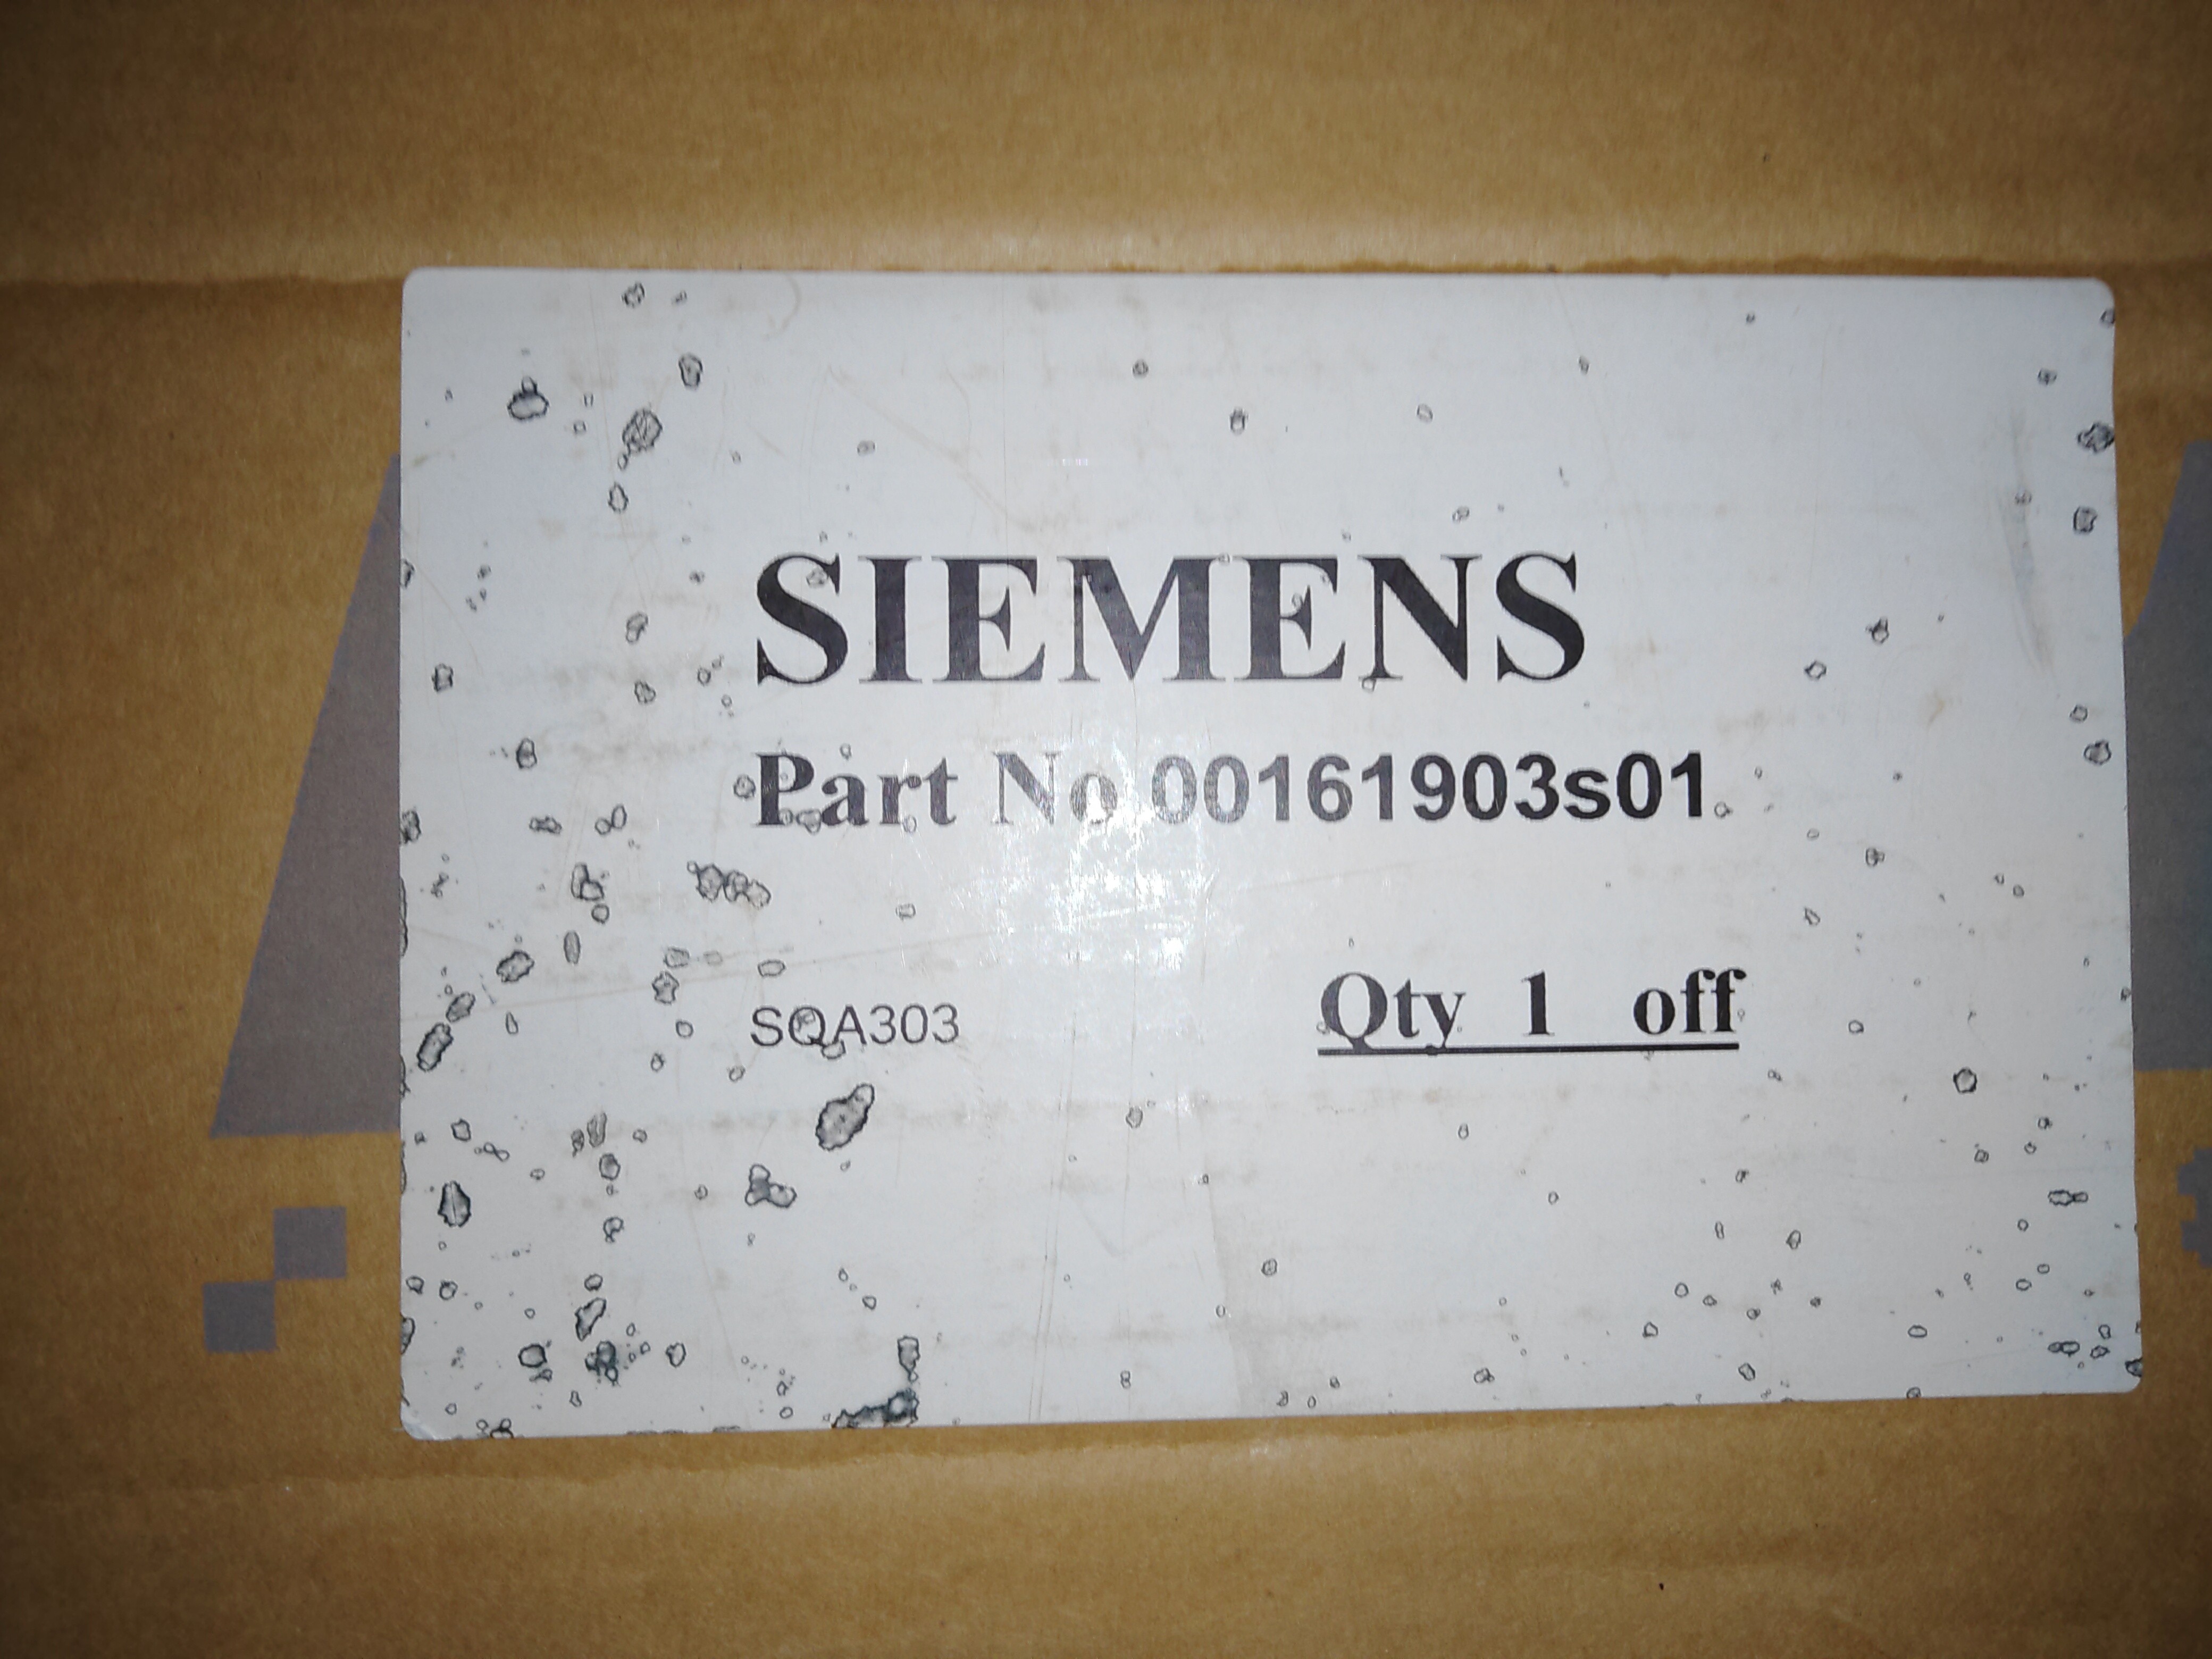 SIEMENS
Part No 00161903s01
SQA303
Qty 1 off